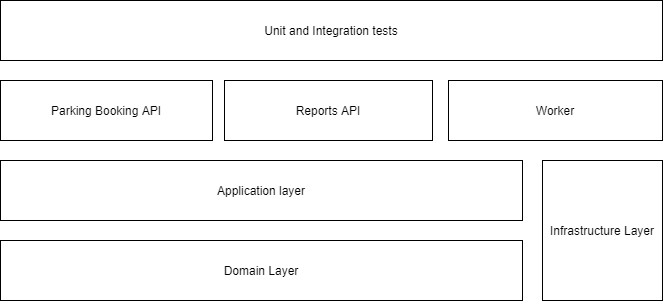 Unit and Integration tests
Parking Booking API
Reports API
Worker
Application layer
Infrastructure Layer
Domain Layer